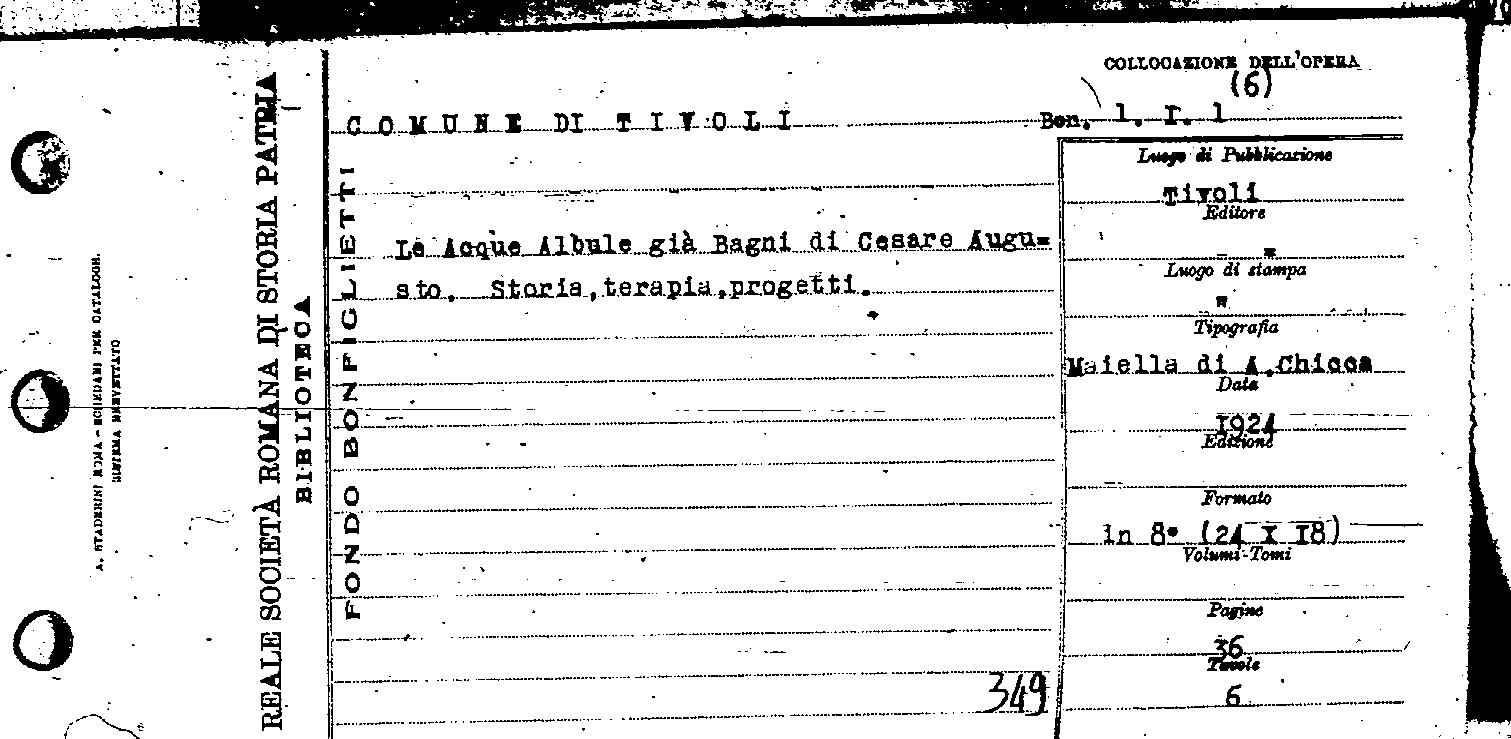 COLLOCAZIONE DELL'OPERA
(6)
COMUNE DI TIVOLI
Bon. l. I. 1
Luogo di Pubblicazione
Tivoli
Editore
Le Acque Albule già Bagni di Cesare Augu=
sto. Storia,terapia,progetti.
Luogo di stampa
"
Tipografia
Maiella di A.Chicca
Data
1924
Edizione
Formato
in 8° (24 X 18)
Volumi-Tomi
Pagine
36
Tavole
6
349
FONDO BONFIGLIETTI
REALE SOCIETÀ ROMANA DI STORIA PATRIA
BIBLIOTECA
A. STADERINI ROMA - SCHEDARI PER CATALOGHI
SISTEMA BREVETTATO